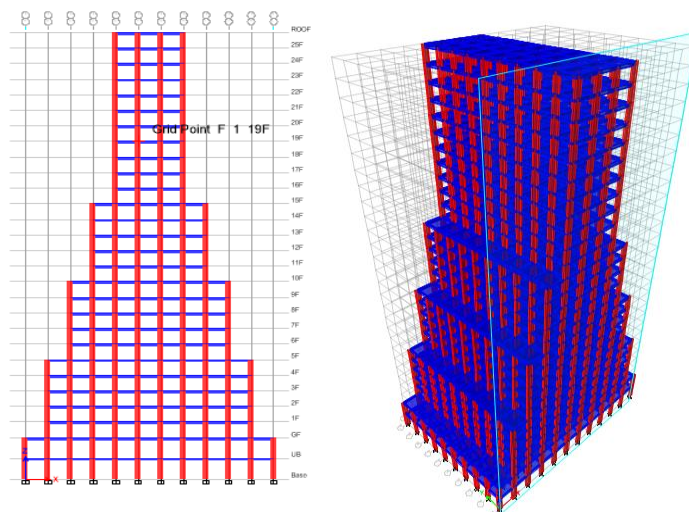 ROOF
25F
24F
23F
22F
21F
20F
Grid Point F 1 19F
19F
18F
17F
16F
15F
14F
13F
12F
11F
10F
9F
8F
7F
6F
5F
4F
3F
2F
1F
GF
Z
UB
X
Base